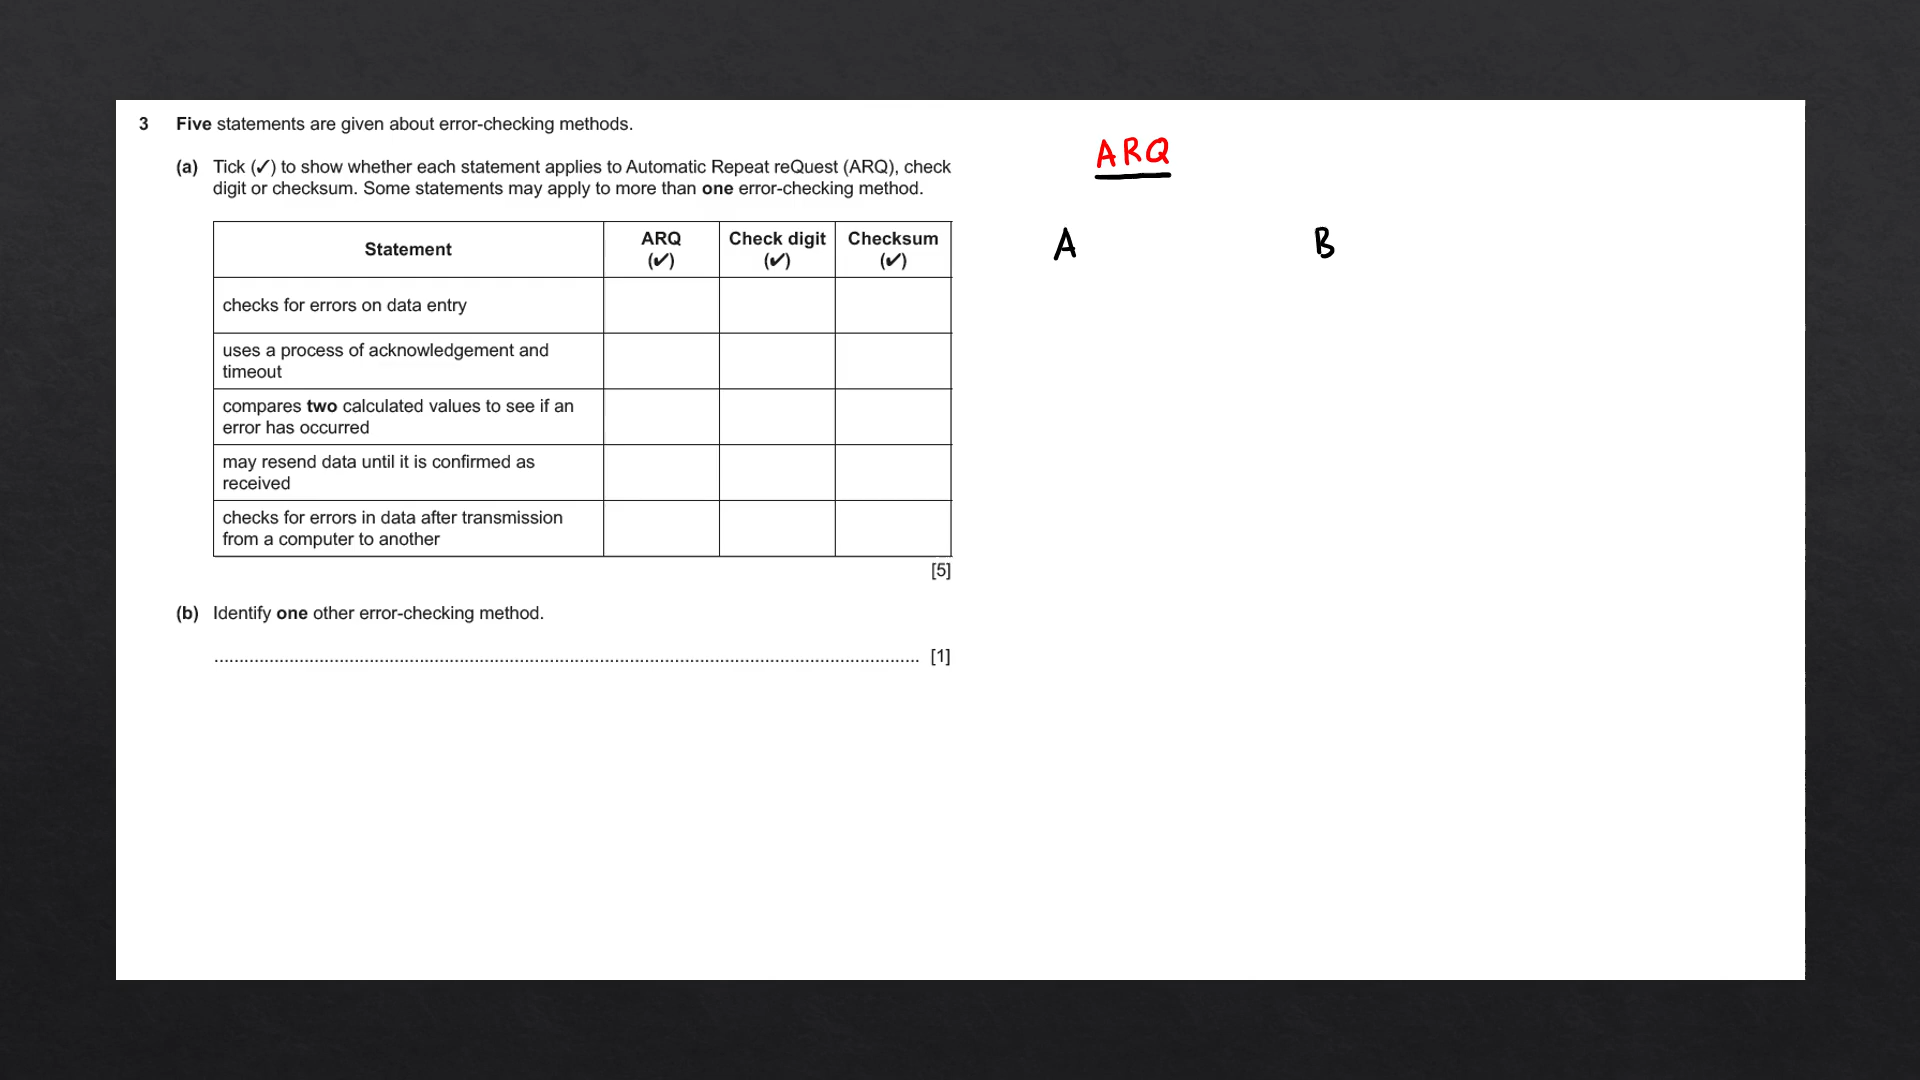 3 Five statements are given about error-checking methods.
(a) Tick (✓) to show whether each statement applies to Automatic Repeat reQuest (ARQ), check
digit or checksum. Some statements may apply to more than one error-checking method.
Statement ARQ (✓) Check digit (✓) Checksum (✓)
checks for errors on data entry
uses a process of acknowledgement and
timeout
compares two calculated values to see if an
error has occurred
may resend data until it is confirmed as
received
checks for errors in data after transmission
from a computer to another
[5]
(b) Identify one other error-checking method.
[1]
ARQ
A B